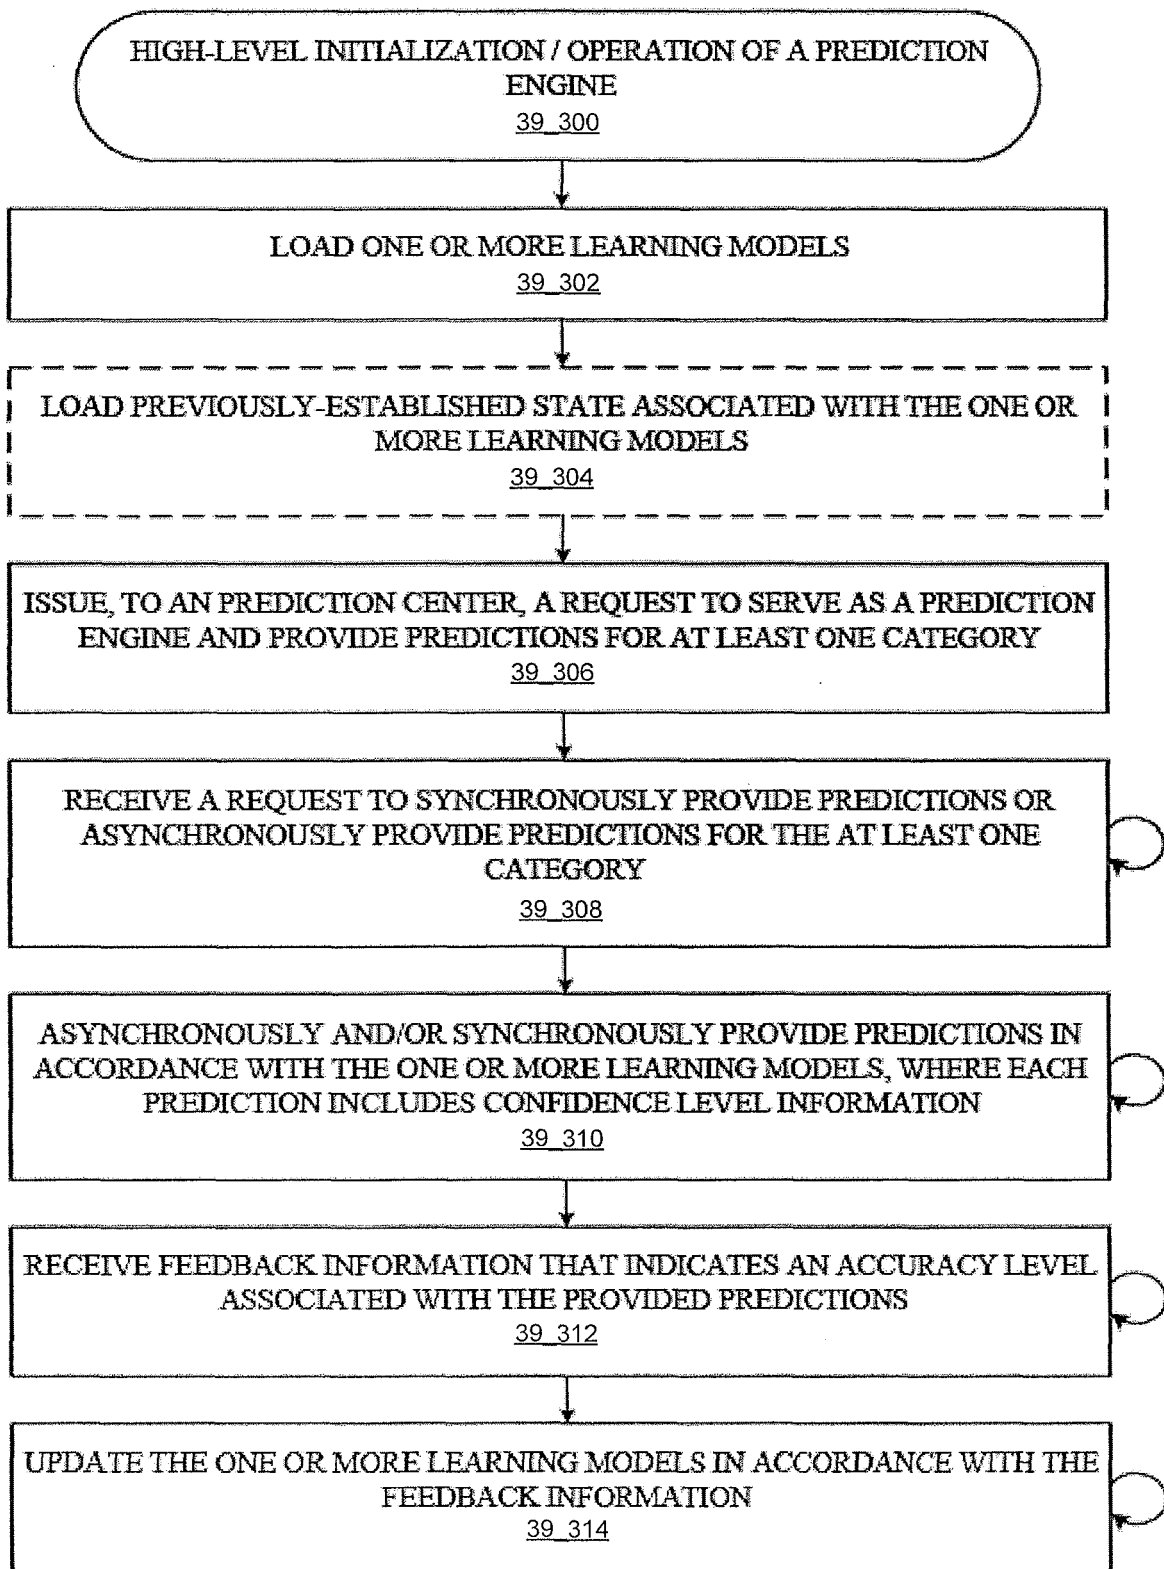 HIGH-LEVEL INITIALIZATION / OPERATION OF A PREDICTION
ENGINE
39_300
LOAD ONE OR MORE LEARNING MODELS
39_302
LOAD PREVIOUSLY-ESTABLISHED STATE ASSOCIATED WITH THE ONE OR
MORE LEARNING MODELS
39_304
ISSUE, TO AN PREDICTION CENTER, A REQUEST TO SERVE AS A PREDICTION
ENGINE AND PROVIDE PREDICTIONS FOR AT LEAST ONE CATEGORY
39_306
RECEIVE A REQUEST TO SYNCHRONOUSLY PROVIDE PREDICTIONS OR
ASYNCHRONOUSLY PROVIDE PREDICTIONS FOR THE AT LEAST ONE
CATEGORY
39_308
ASYNCHRONOUSLY AND/OR SYNCHRONOUSLY PROVIDE PREDICTIONS IN
ACCORDANCE WITH THE ONE OR MORE LEARNING MODELS, WHERE EACH
PREDICTION INCLUDES CONFIDENCE LEVEL INFORMATION
39_310
RECEIVE FEEDBACK INFORMATION THAT INDICATES AN ACCURACY LEVEL
ASSOCIATED WITH THE PROVIDED PREDICTIONS
39_312
UPDATE THE ONE OR MORE LEARNING MODELS IN ACCORDANCE WITH THE
FEEDBACK INFORMATION
39_314